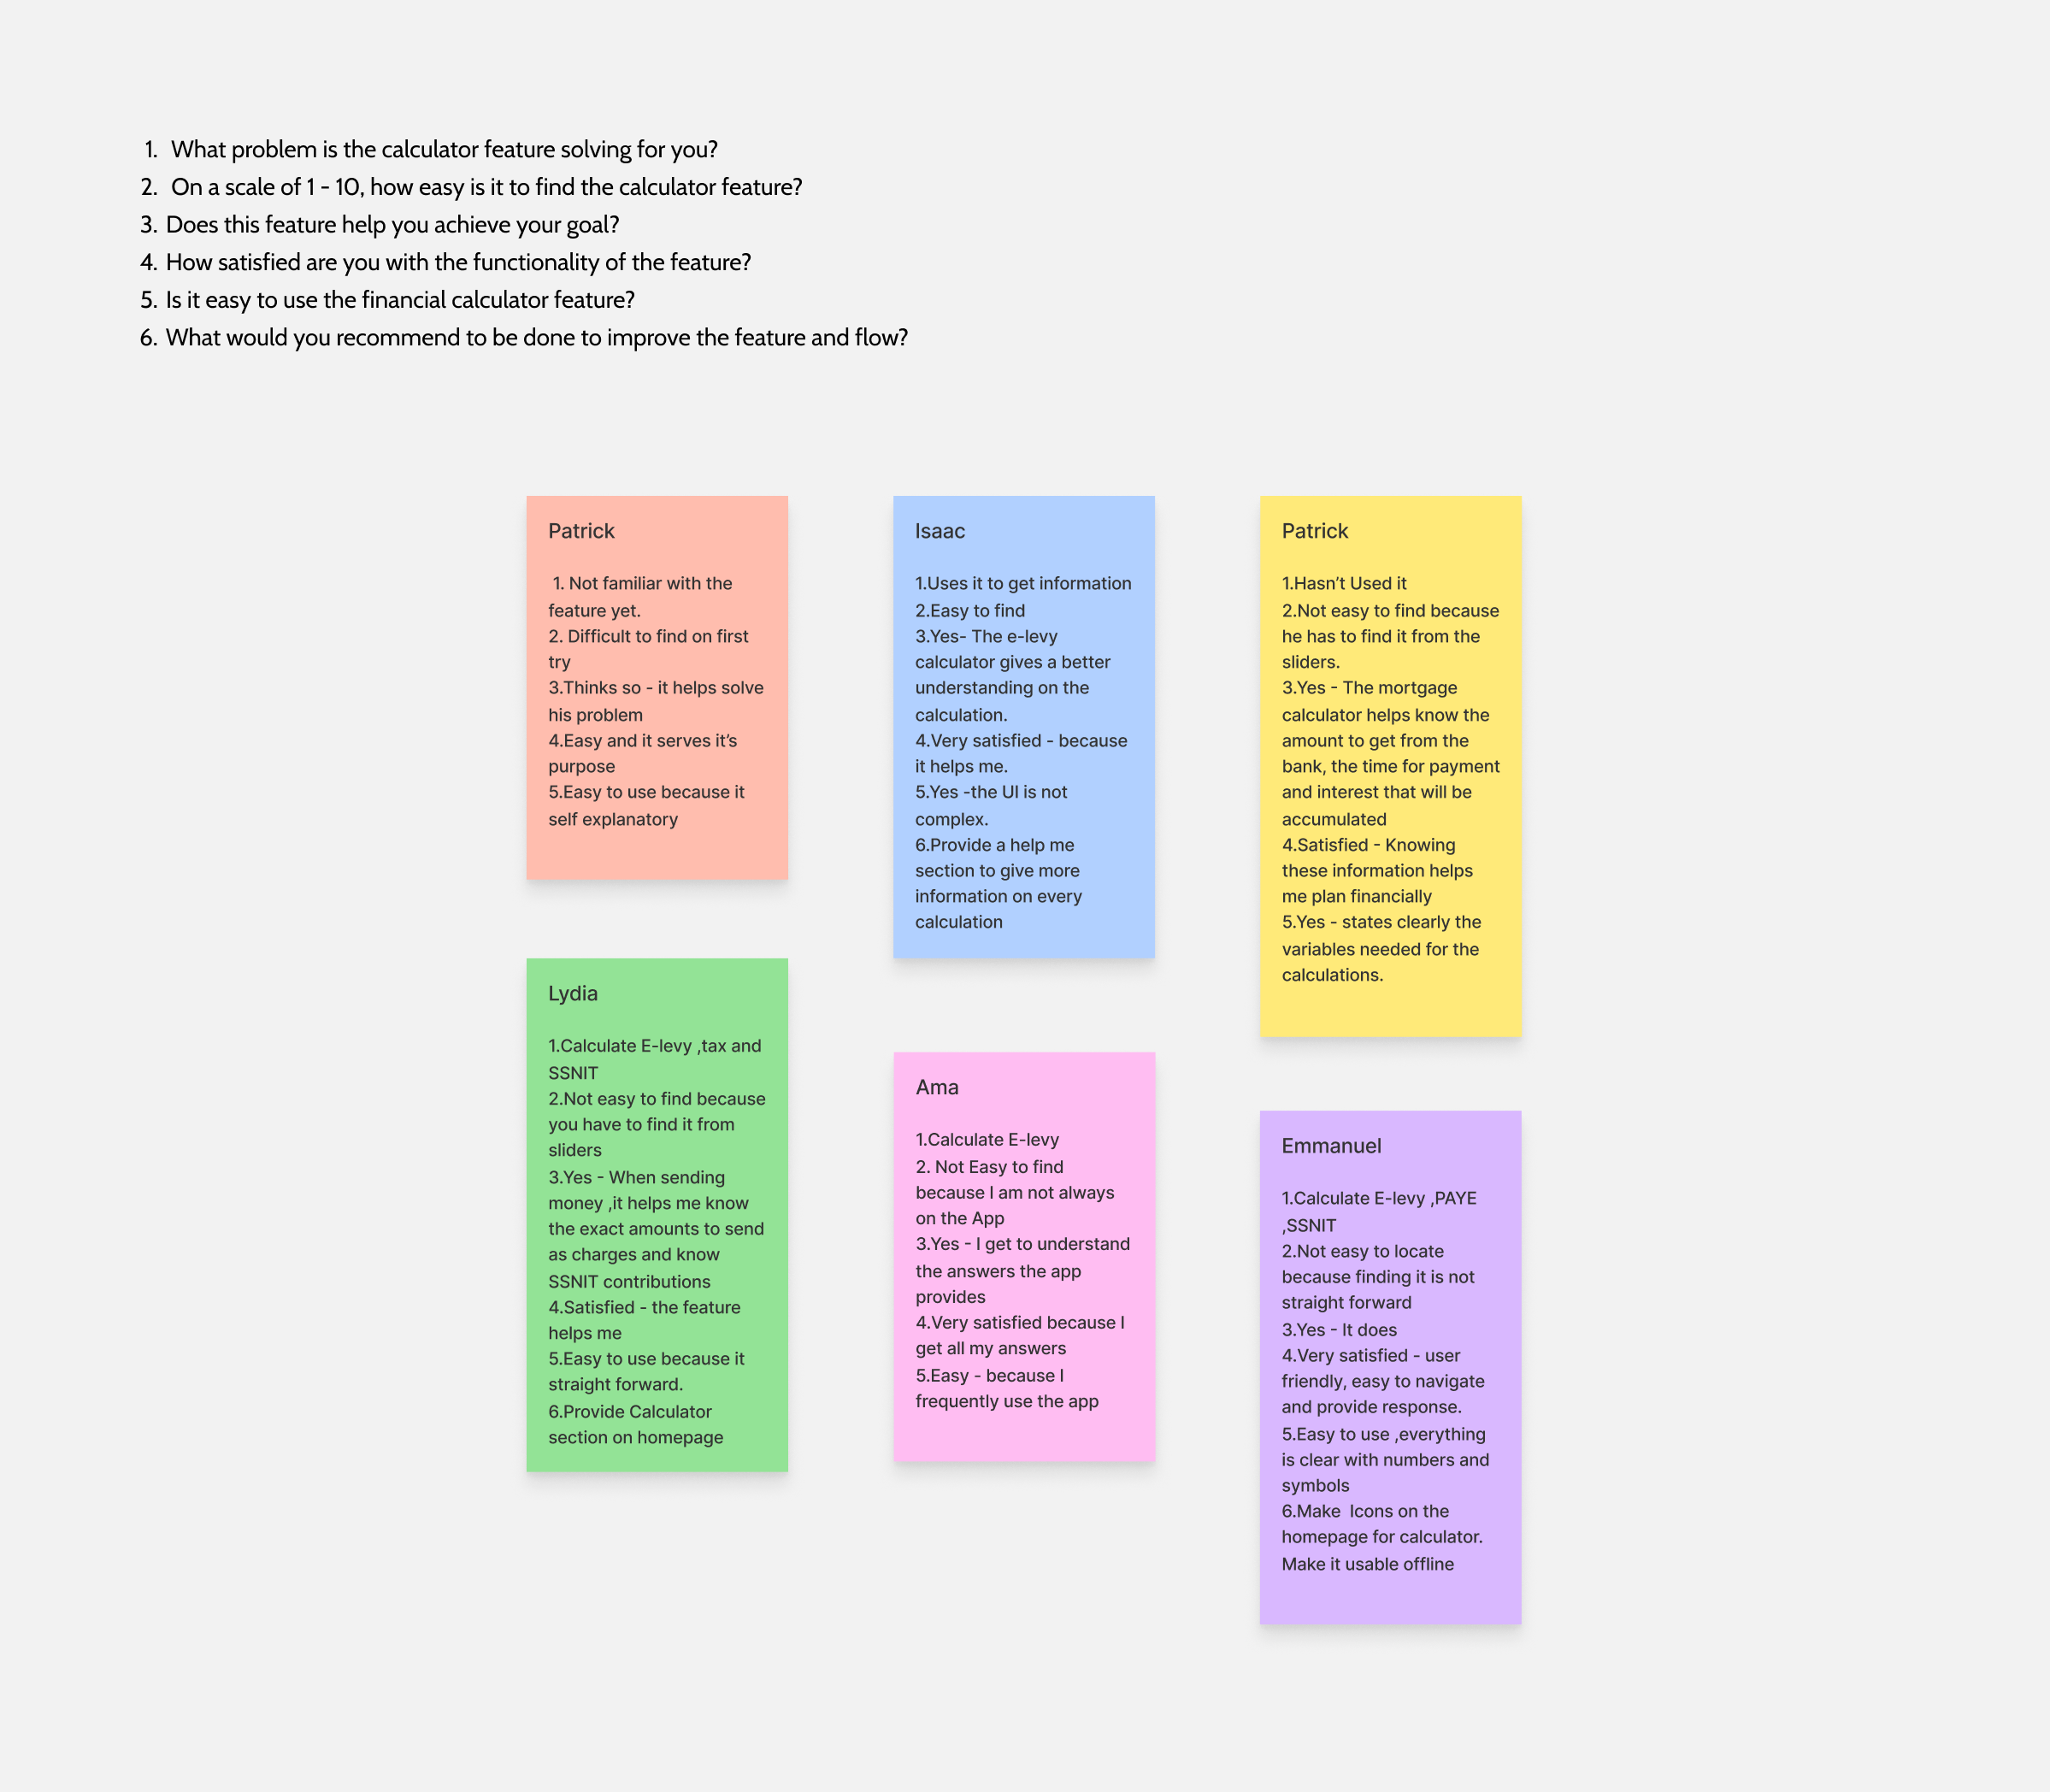 1. What problem is the calculator feature solving for you?
2. On a scale of 1 - 10, how easy is it to find the calculator feature?
3. Does this feature help you achieve your goal?
4. How satisfied are you with the functionality of the feature?
5. Is it easy to use the financial calculator feature?
6. What would you recommend to be done to improve the feature and flow?
Patrick
1. Not familiar with the
feature yet.
2. Difficult to find on first
try
3.Thinks so - it helps solve
his problem
4.Easy and it serves it’s
purpose
5.Easy to use because it
self explanatory
Isaac
1.Uses it to get information
2.Easy to find
3.Yes- The e-levy
calculator gives a better
understanding on the
calculation.
4.Very satisfied - because
it helps me.
5.Yes -the UI is not
complex.
6.Provide a help me
section to give more
information on every
calculation
Patrick
1.Hasn’t Used it
2.Not easy to find because
he has to find it from the
sliders.
3.Yes - The mortgage
calculator helps know the
amount to get from the
bank, the time for payment
and interest that will be
accumulated
4.Satisfied - Knowing
these information helps
me plan financially
5.Yes - states clearly the
variables needed for the
calculations.
Lydia
1.Calculate E-levy ,tax and
SSNIT
2.Not easy to find because
you have to find it from
sliders
3.Yes - When sending
money ,it helps me know
the exact amounts to send
as charges and know
SSNIT contributions
4.Satisfied - the feature
helps me
5.Easy to use because it
straight forward.
6.Provide Calculator
section on homepage
Ama
1.Calculate E-levy
2. Not Easy to find
because I am not always
on the App
3.Yes - I get to understand
the answers the app
provides
4.Very satisfied because I
get all my answers
5.Easy - because I
frequently use the app
Emmanuel
1.Calculate E-levy ,PAYE
,SSNIT
2.Not easy to locate
because finding it is not
straight forward
3.Yes - It does
4.Very satisfied - user
friendly, easy to navigate
and provide response.
5.Easy to use ,everything
is clear with numbers and
symbols
6.Make  Icons on the
homepage for calculator.
Make it usable offline